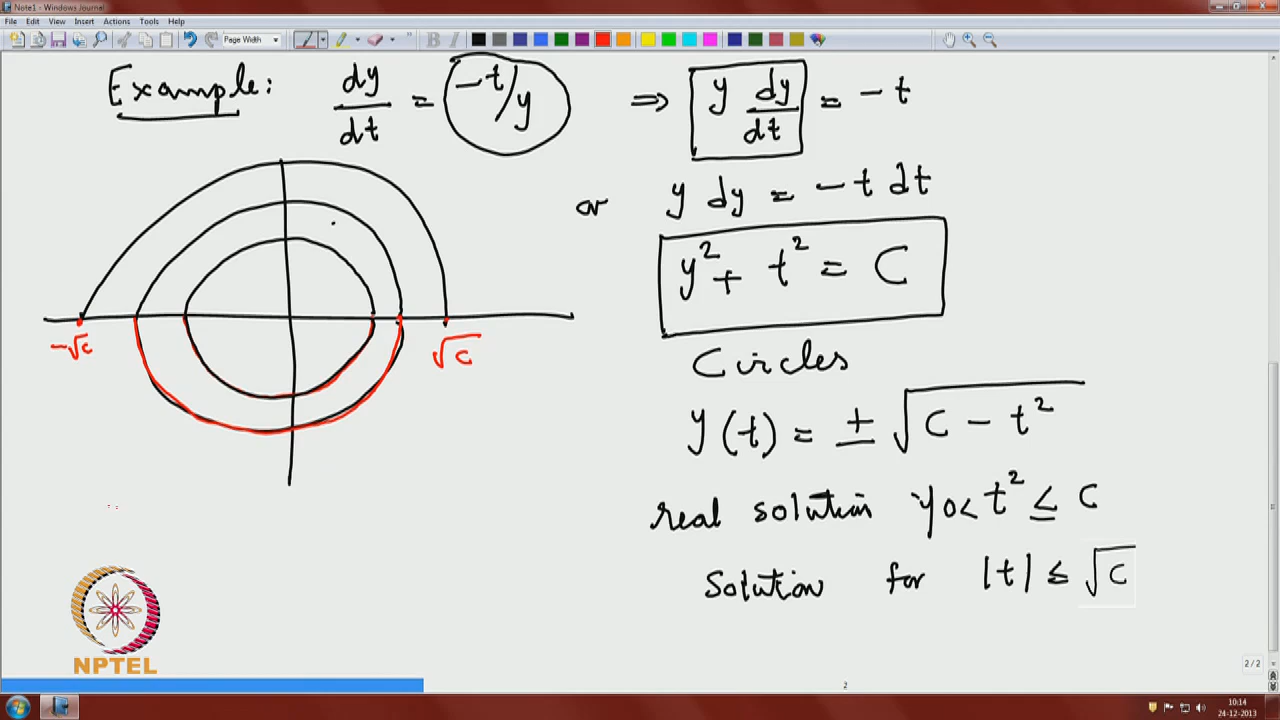 Note1 - Windows Journal
File Edit View Insert Actions Tools Help
Page Width
B I
Example: dy/dt = -t/y ⇒ y dy/dt = -t
or y dy = -t dt
y² + t² = C
Circles
-√c √c
y(t) = ± √(C - t²)
real solution t² ≤ C
Solution for |t| ≤ √C
NPTEL
2/2
2
10:14
24-12-2013